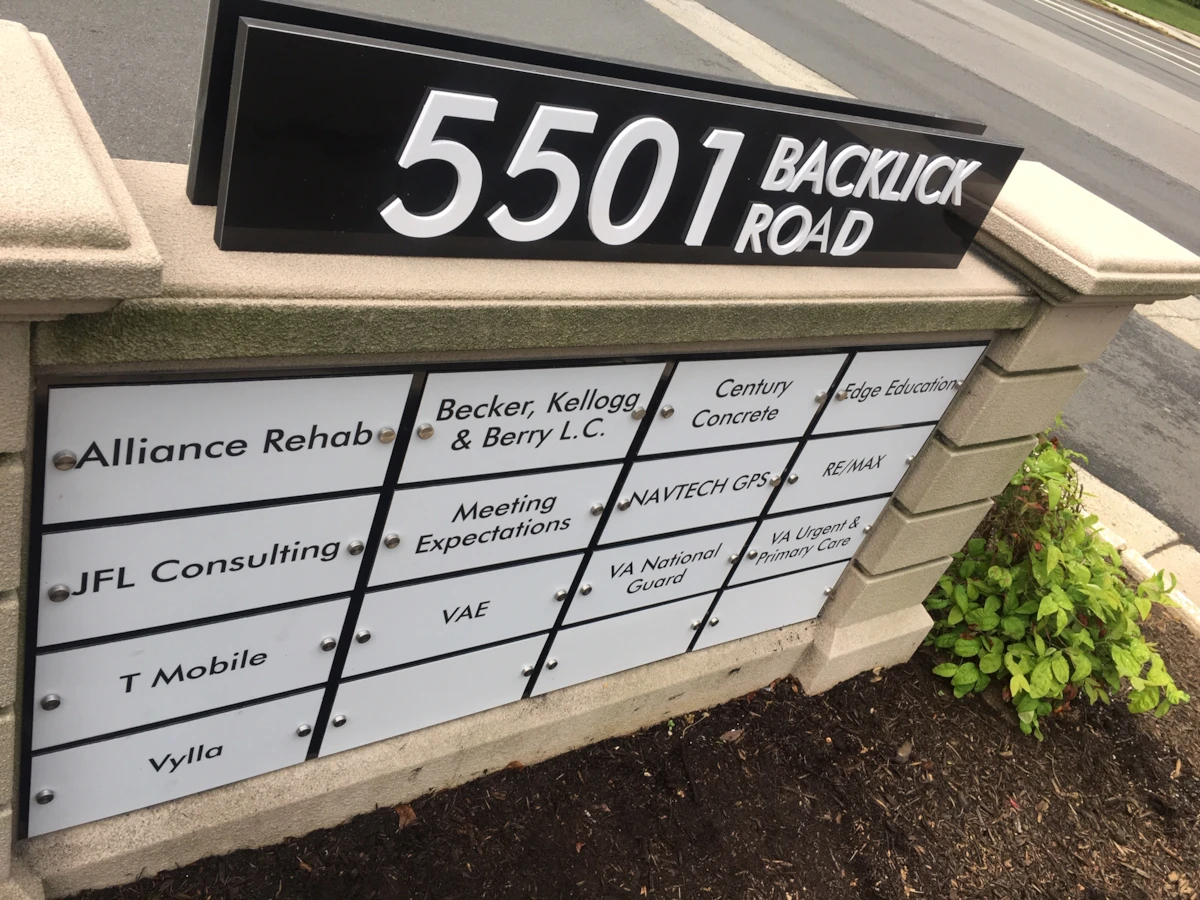 5501 BACKLICK
ROAD
Alliance Rehab
Becker, Kellogg
& Berry L.C.
Century
Concrete
Edge Education
JFL Consulting
Meeting
Expectations
NAVTECH GPS
RE/MAX
T Mobile
VAE
VA National
Guard
VA Urgent &
Primary Care
Vylla